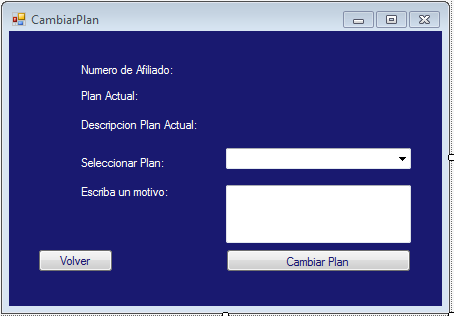 CambiarPlan
Numero de Afiliado:
Plan Actual:
Descripcion Plan Actual:
Seleccionar Plan:
Escriba un motivo:
Volver
Cambiar Plan